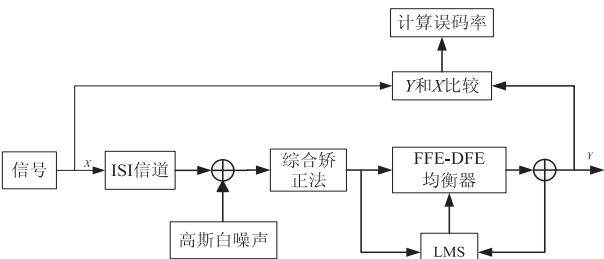 计算误码率
Y和X比较
信号
X
ISI信道
综合矫
正法
FFE-DFE
均衡器
Y
高斯白噪声
LMS